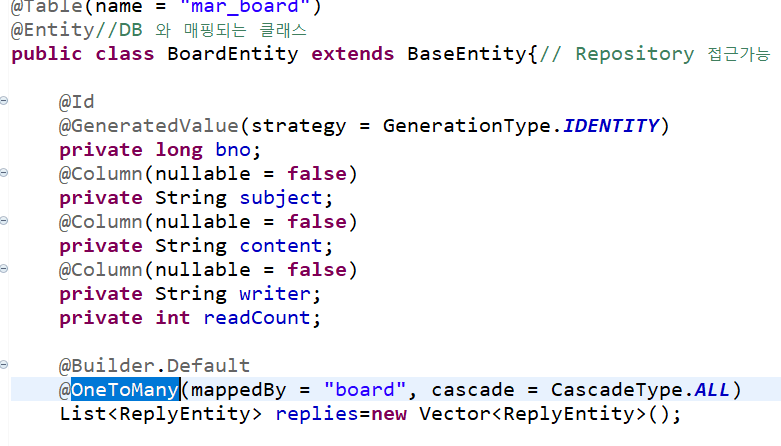 @Table(name = "mar_board")
@Entity//DB 와 매핑되는 클래스
public class BoardEntity extends BaseEntity{// Repository 접근가능
@Id
@GeneratedValue(strategy = GenerationType.IDENTITY)
private long bno;
@Column(nullable = false)
private String subject;
@Column(nullable = false)
private String content;
@Column(nullable = false)
private String writer;
private int readCount;
@Builder.Default
@OneToMany(mappedBy = "board", cascade = CascadeType.ALL)
List<ReplyEntity> replies=new Vector<ReplyEntity>();